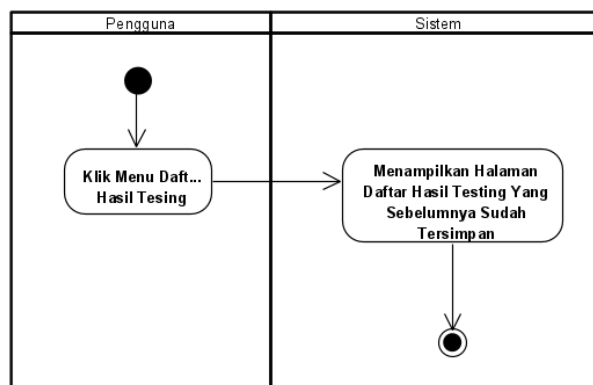 Pengguna
Sistem
Klik Menu Daft...
Hasil Tesing
Menampilkan Halaman
Daftar Hasil Testing Yang
Sebelumnya Sudah
Tersimpan